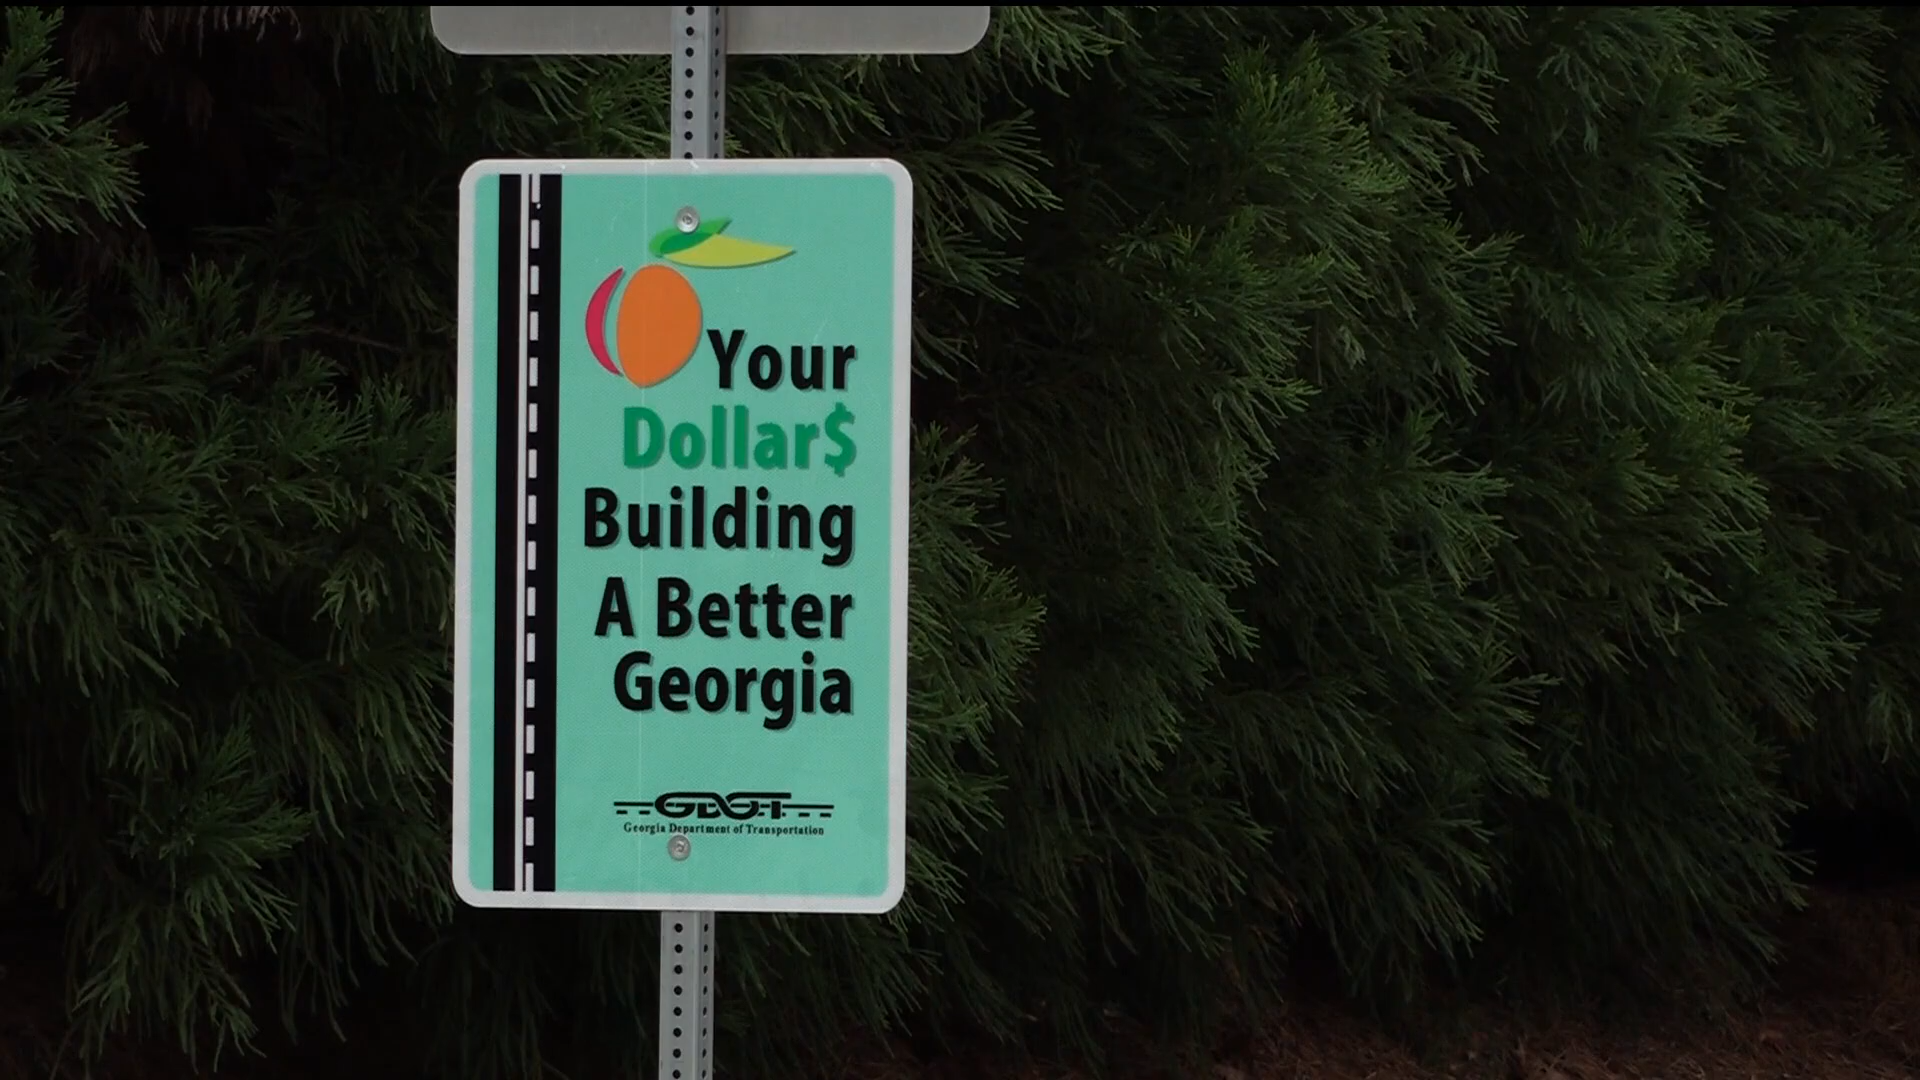 Your
Dollar$
Building
A Better
Georgia
GDOT
Georgia Department of Transportation